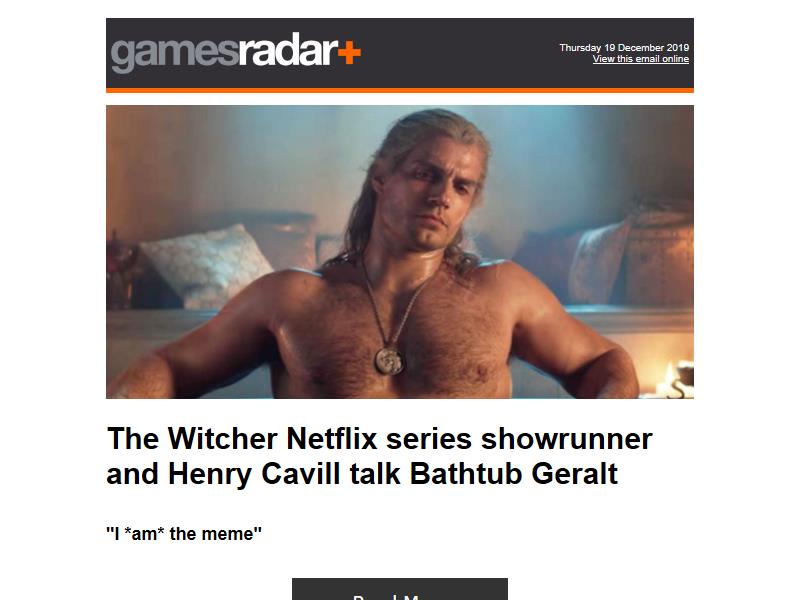 gamesradar+
Thursday 19 December 2019
View this email online
The Witcher Netflix series showrunner
and Henry Cavill talk Bathtub Geralt
"I *am* the meme"